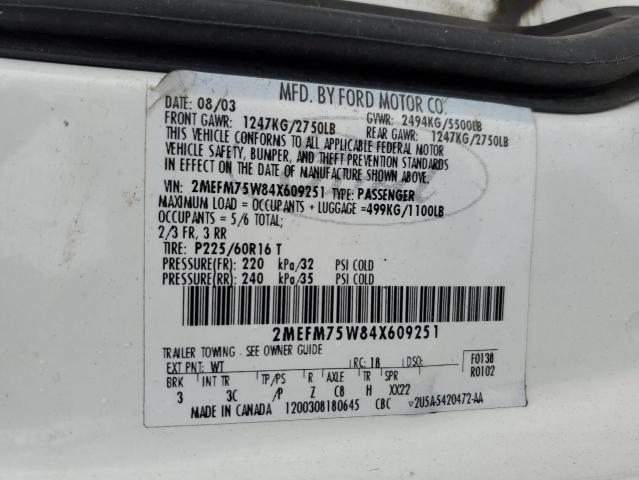 MFD. BY FORD MOTOR CO.
DATE: 08/03
GVWR: 2494KG/5500LB
FRONT GAWR: 1247KG/2750LB
REAR GAWR: 1247KG/2750LB
THIS VEHICLE CONFORMS TO ALL APPLICABLE FEDERAL MOTOR
VEHICLE SAFETY, BUMPER, AND THEFT PREVENTION STANDARDS
IN EFFECT ON THE DATE OF MANUFACTURE SHOWN ABOVE.
VIN: 2MEFM75W84X609251 TYPE: PASSENGER
MAXIMUM LOAD = OCCUPANTS + LUGGAGE =499KG/1100LB
OCCUPANTS = 5/6 TOTAL;
2/3 FR, 3 RR
TIRE: P225/60R16 T
PRESSURE(FR) = 220 kPa/32 PSI COLD
PRESSURE(RR) = 240 kPa/35 PSI COLD
2MEFM75W84X609251
TRAILER TOWING - SEE OWNER GUIDE
EXT PNT: WT RC: 18 DSO:
F0138
R0102
BRK INT TR TP/PS R AXLE TR SPR
3 3C /P Z C8 H XX22
MADE IN CANADA 1200308180645 CBC ▽2U5A-5420472-AA